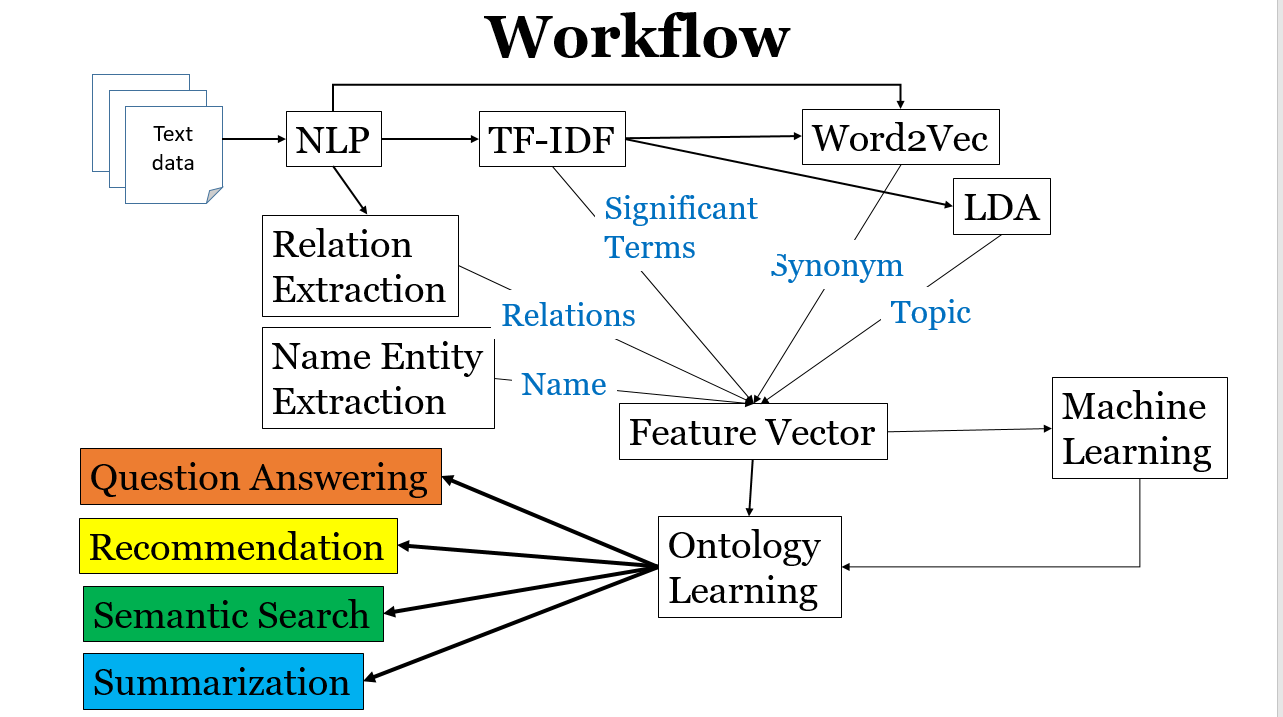 Workflow
Text
data
NLP
TF-IDF
Word2Vec
LDA
Significant
Terms
Relation
Extraction
Synonym
Topic
Relations
Name Entity
Extraction
Name
Feature Vector
Machine
Learning
Question Answering
Recommendation
Semantic Search
Summarization
Ontology
Learning